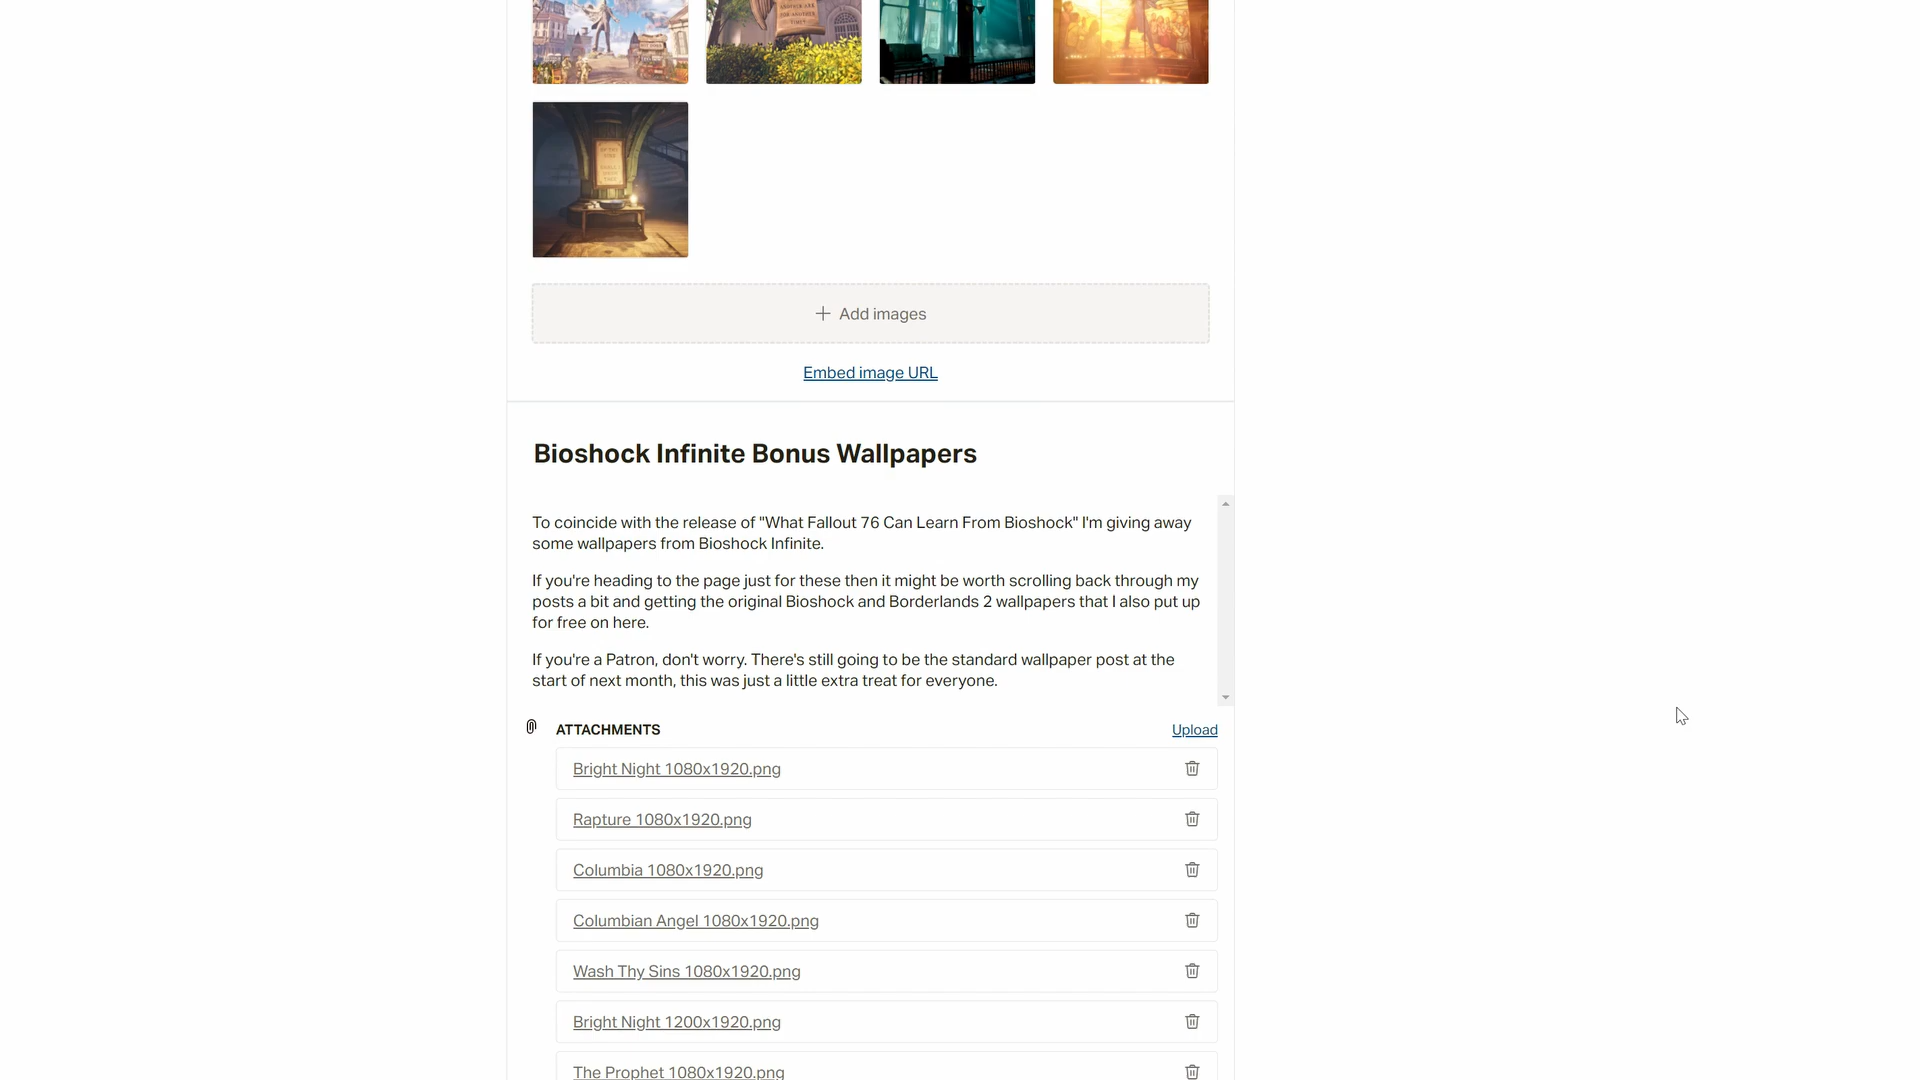 Add images
Embed image URL
Bioshock Infinite Bonus Wallpapers
To coincide with the release of "What Fallout 76 Can Learn From Bioshock" I'm giving away
some wallpapers from Bioshock Infinite.
If you're heading to the page just for these then it might be worth scrolling back through my
posts a bit and getting the original Bioshock and Borderlands 2 wallpapers that I also put up
for free on here.
If you're a Patron, don't worry. There's still going to be the standard wallpaper post at the
start of next month, this was just a little extra treat for everyone.
ATTACHMENTS
Upload
Bright Night 1080x1920.png
Rapture 1080x1920.png
Columbia 1080x1920.png
Columbian Angel 1080x1920.png
Wash Thy Sins 1080x1920.png
Bright Night 1200x1920.png
The Prophet 1080x1920.png